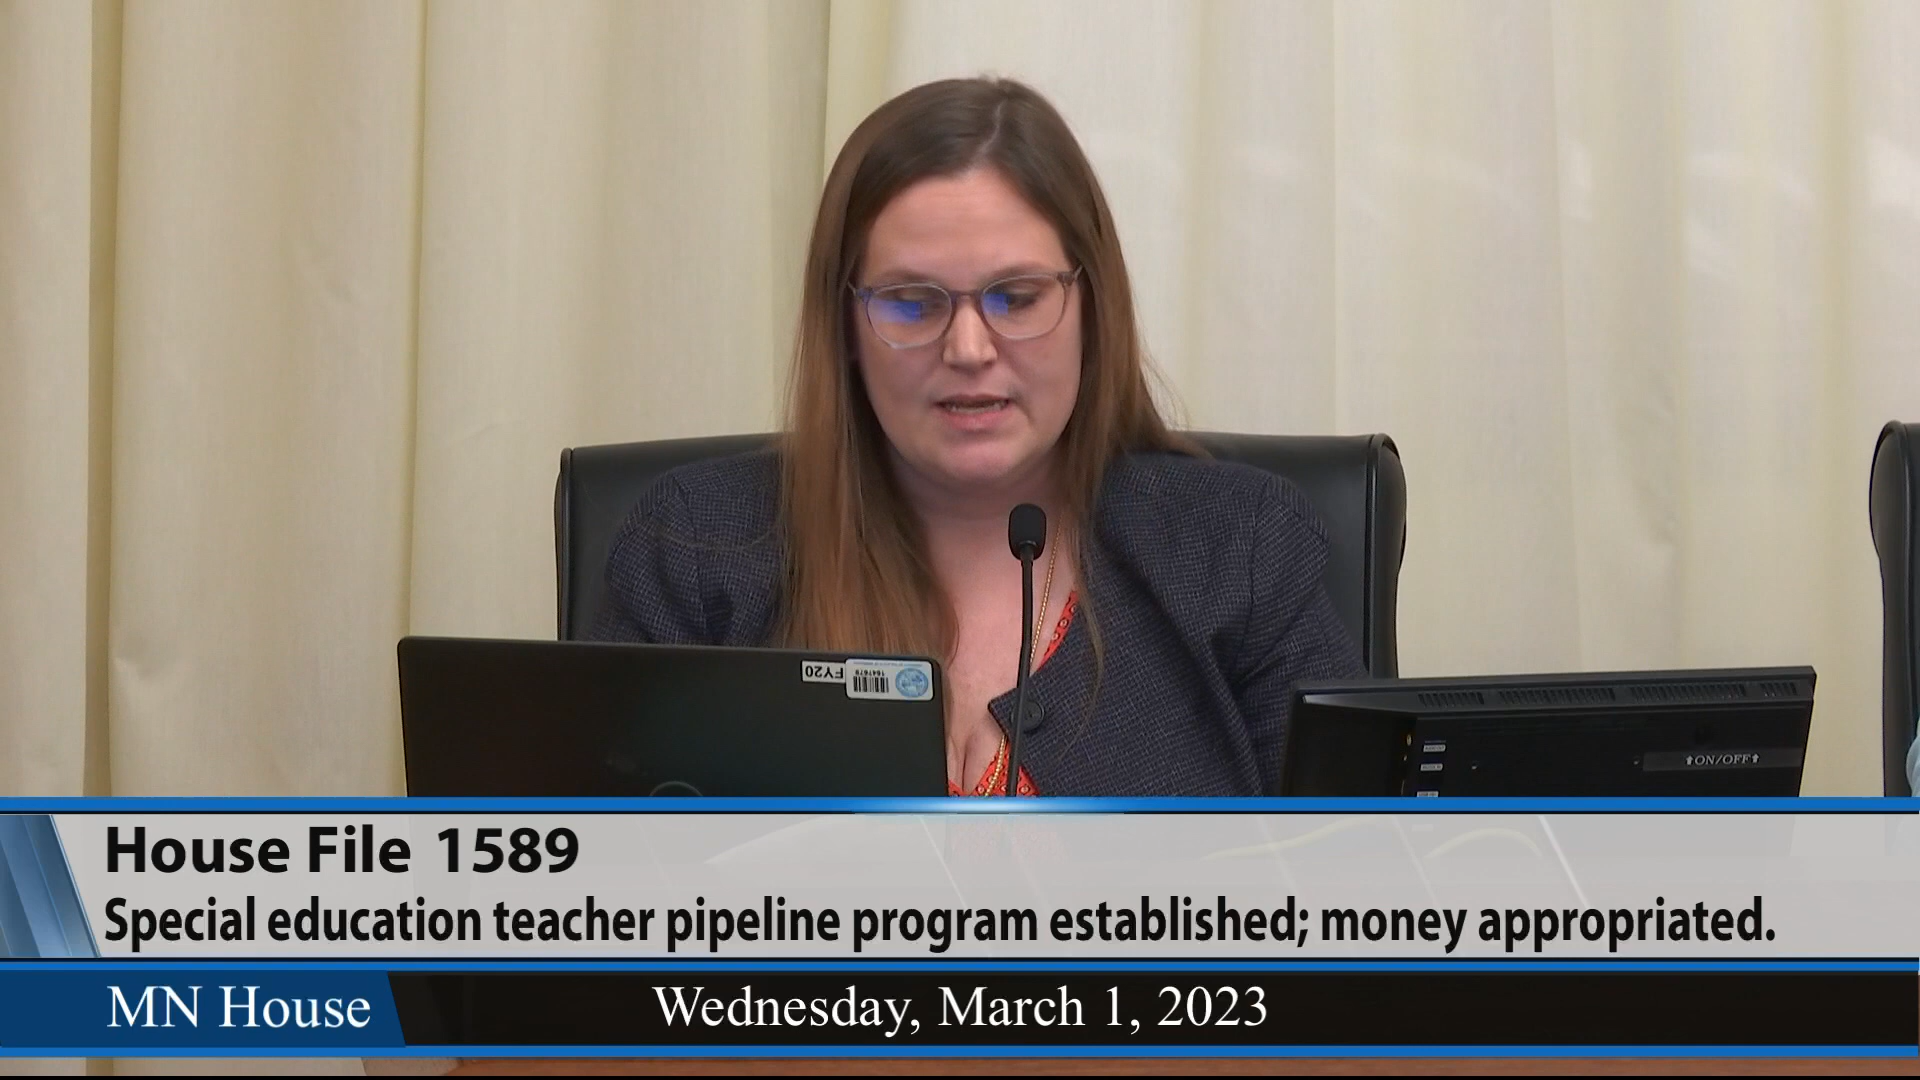 FY20
1647679
ON/OFF
House File 1589
Special education teacher pipeline program established; money appropriated.
MN House
Wednesday, March 1, 2023